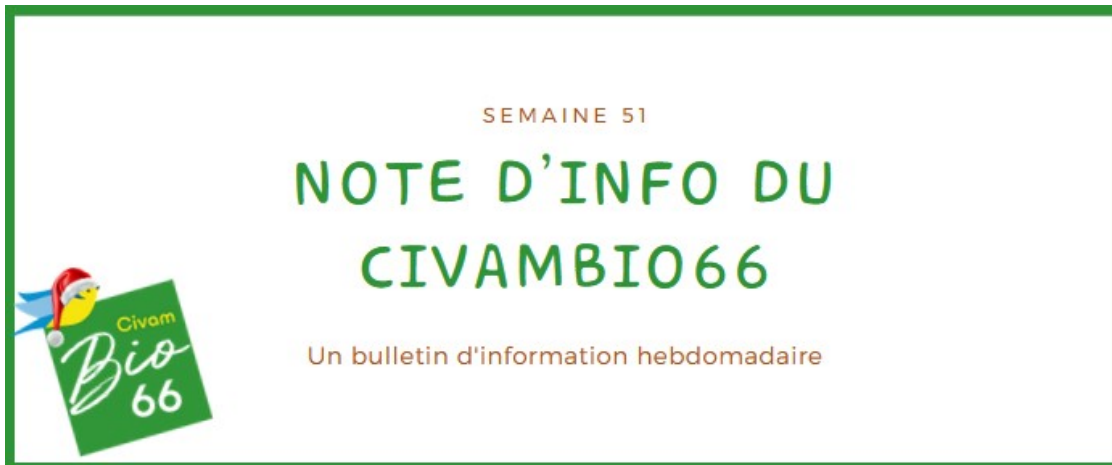 SEMAINE 51
NOTE D'INFO DU
CIVAMBIO66
Un bulletin d'information hebdomadaire
Civam
Bio
66